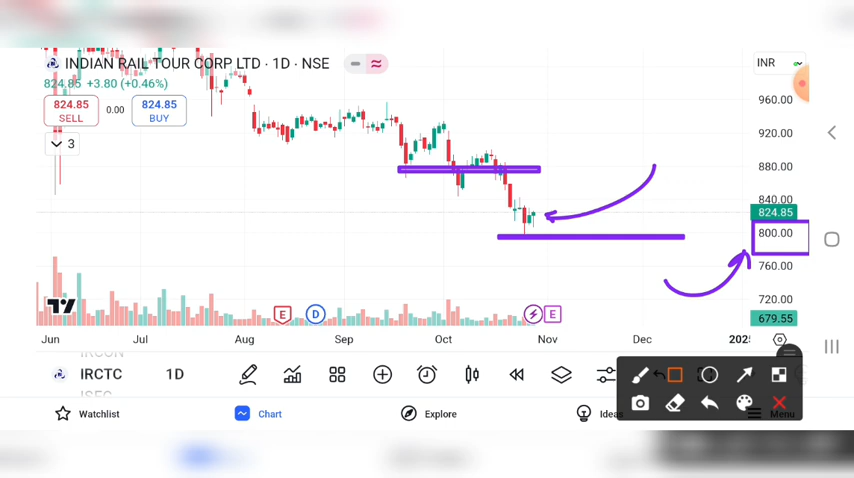 INDIAN RAIL TOUR CORP LTD · 1D · NSE
INR
824.85 +3.80 (+0.46%)
824.85
SELL
0.00
824.85
BUY
3
960.00
920.00
880.00
840.00
824.85
800.00
760.00
720.00
679.55
E
D
E
Jun
Jul
Aug
Sep
Oct
Nov
Dec
IRCTC
1D
Watchlist
Chart
Explore
Ideas
Menu